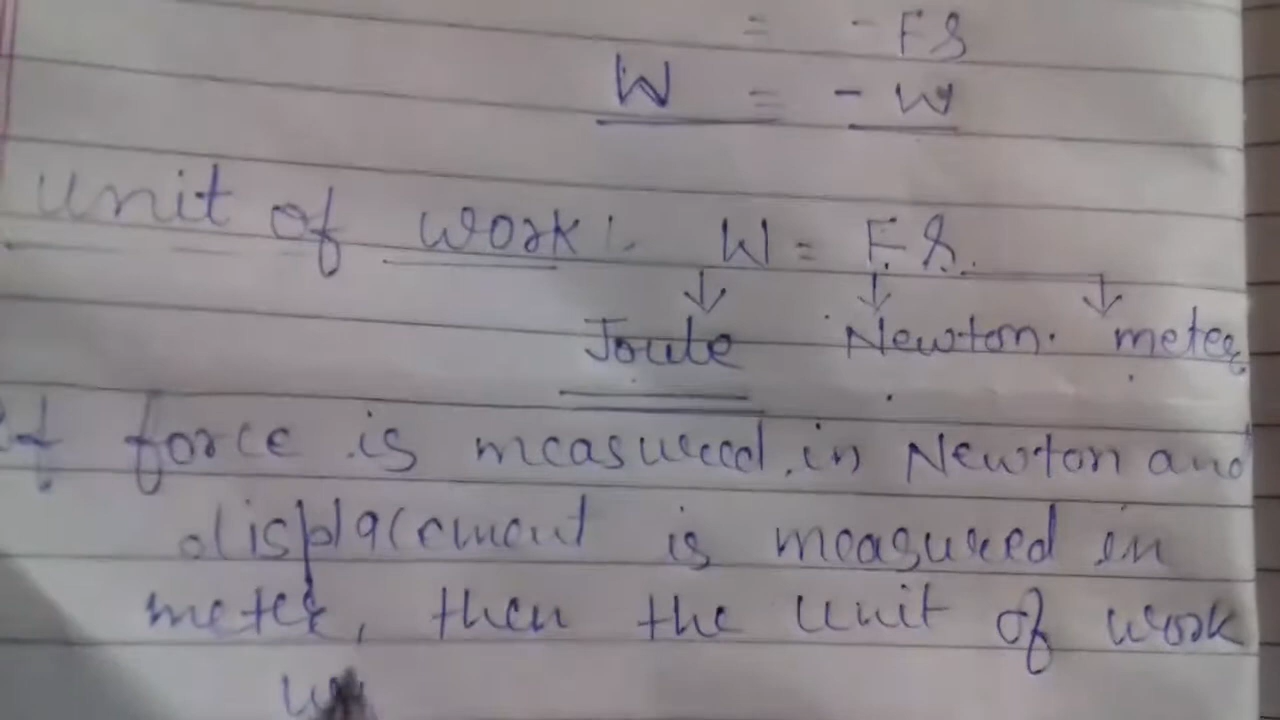 = - FS
W = - W
unit of work :- W = F.S.
↓ ↓ ↓
Joule Newton. meter
If force is measured in Newton and
displacement is measured in
meter, then the unit of work